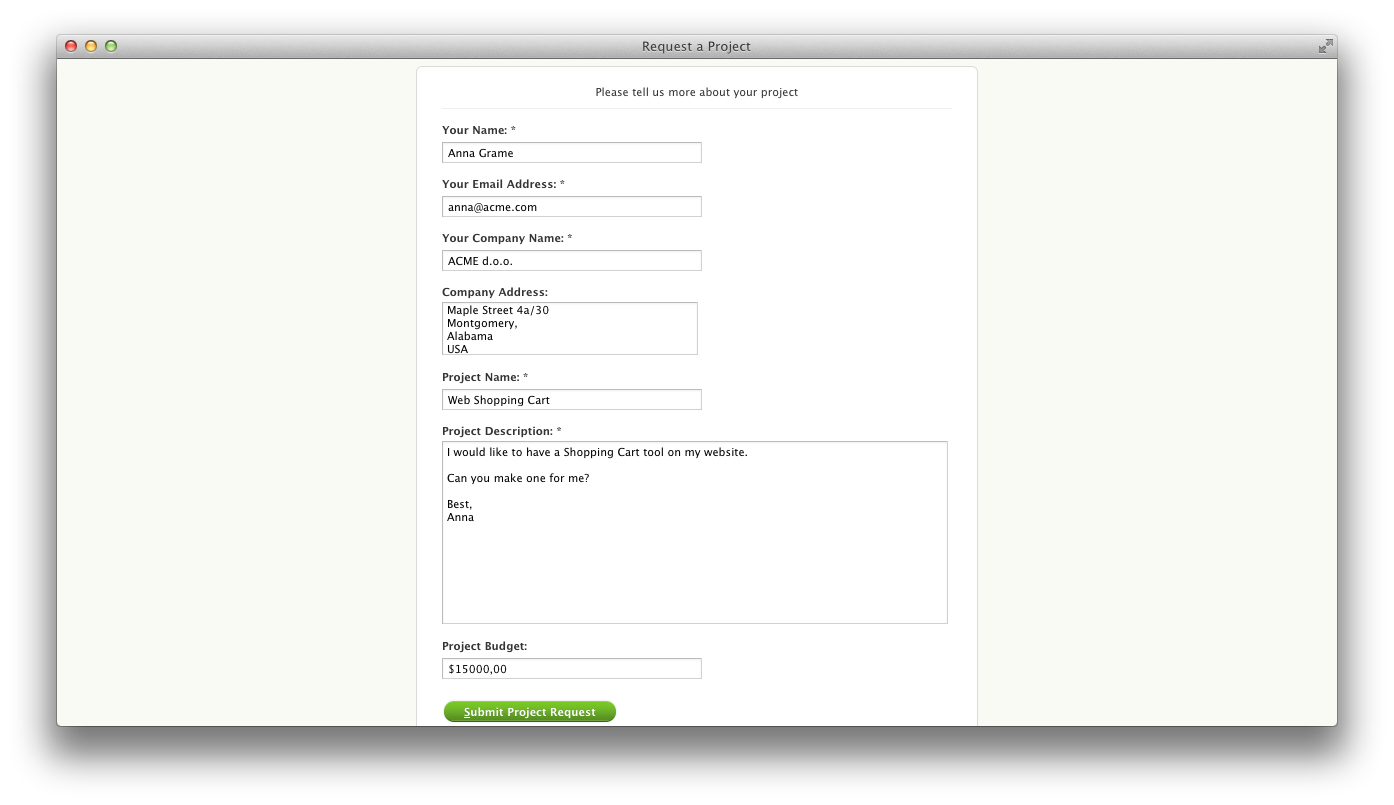 Request a Project
Please tell us more about your project
Your Name: *
Anna Grame
Your Email Address: *
anna@acme.com
Your Company Name: *
ACME d.o.o.
Company Address:
Maple Street 4a/30
Montgomery,
Alabama
USA
Project Name: *
Web Shopping Cart
Project Description: *
I would like to have a Shopping Cart tool on my website.
Can you make one for me?
Best,
Anna
Project Budget:
$15000,00
Submit Project Request